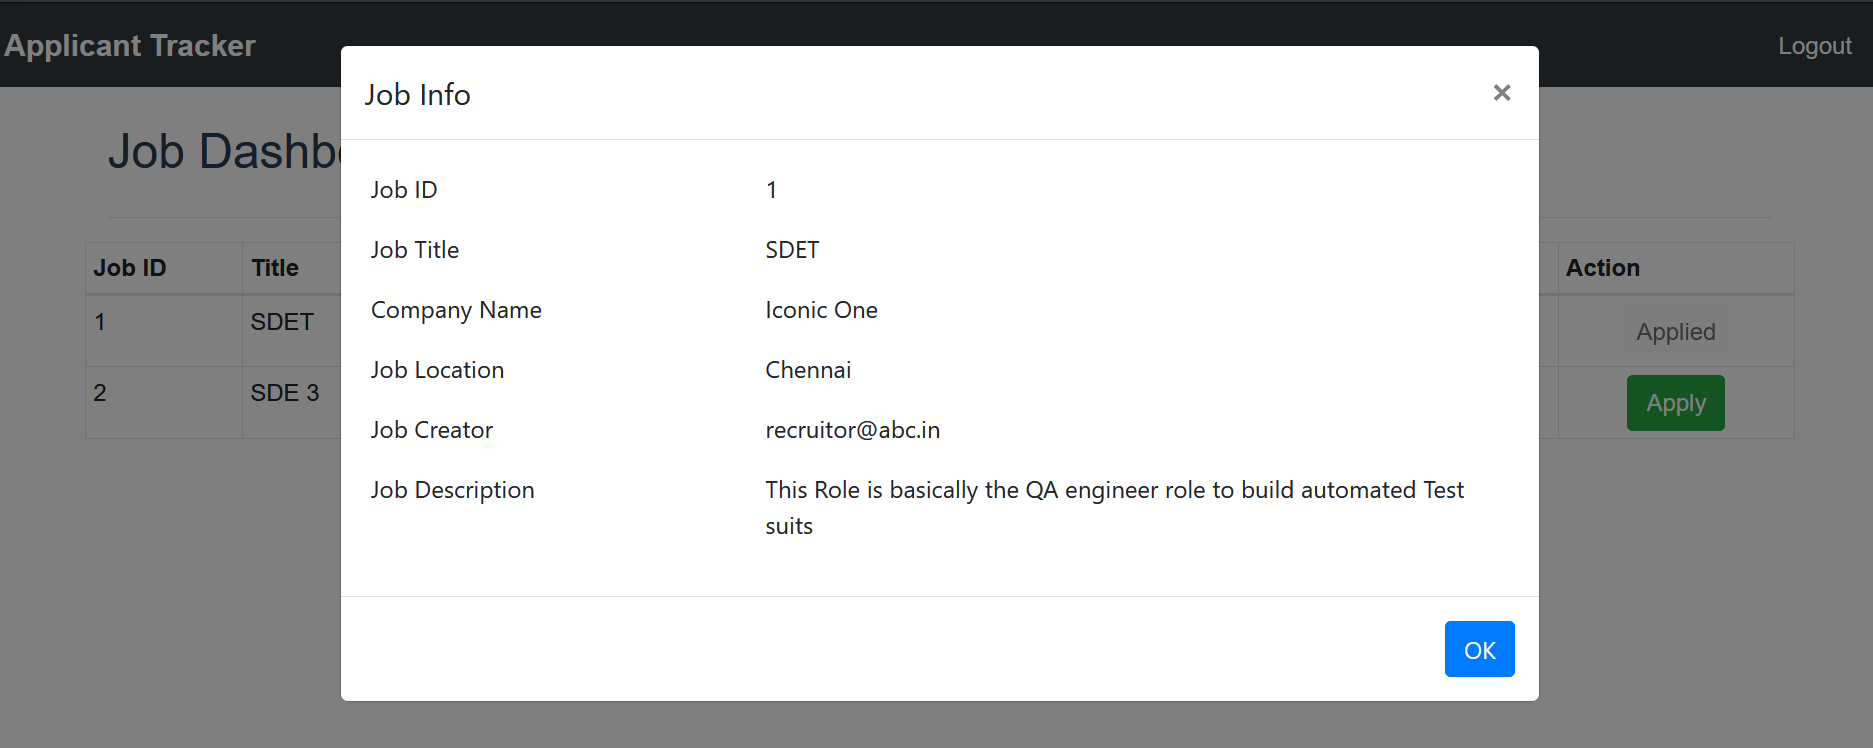 Applicant Tracker
Logout
Job Info
×
Job Dashb
Job ID 1
Job Title SDET
Company Name Iconic One
Job Location Chennai
Job Creator recruitor@abc.in
Job Description This Role is basically the QA engineer role to build automated Test
suits
OK
Job ID Title Action
1 SDET Applied
2 SDE 3 Apply